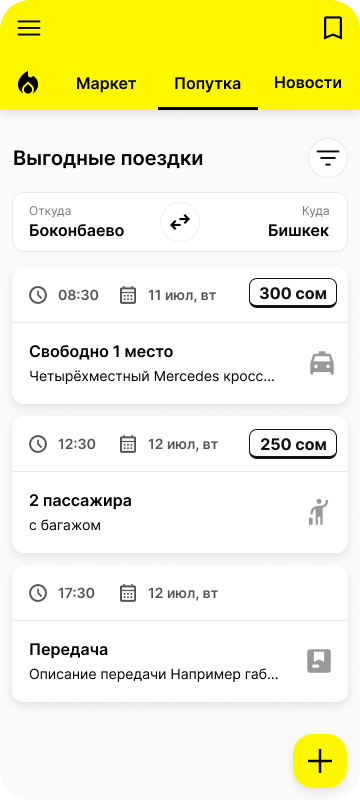 Маркет Попутка Новости
Выгодные поездки
Откуда Куда
Боконбаево Бишкек
08:30 11 июл, вт 300 сом
Свободно 1 место
Четырёхместный Mercedes кросс...
12:30 12 июл, вт 250 сом
2 пассажира
с багажом
17:30 12 июл, вт
Передача
Описание передачи Например габ...